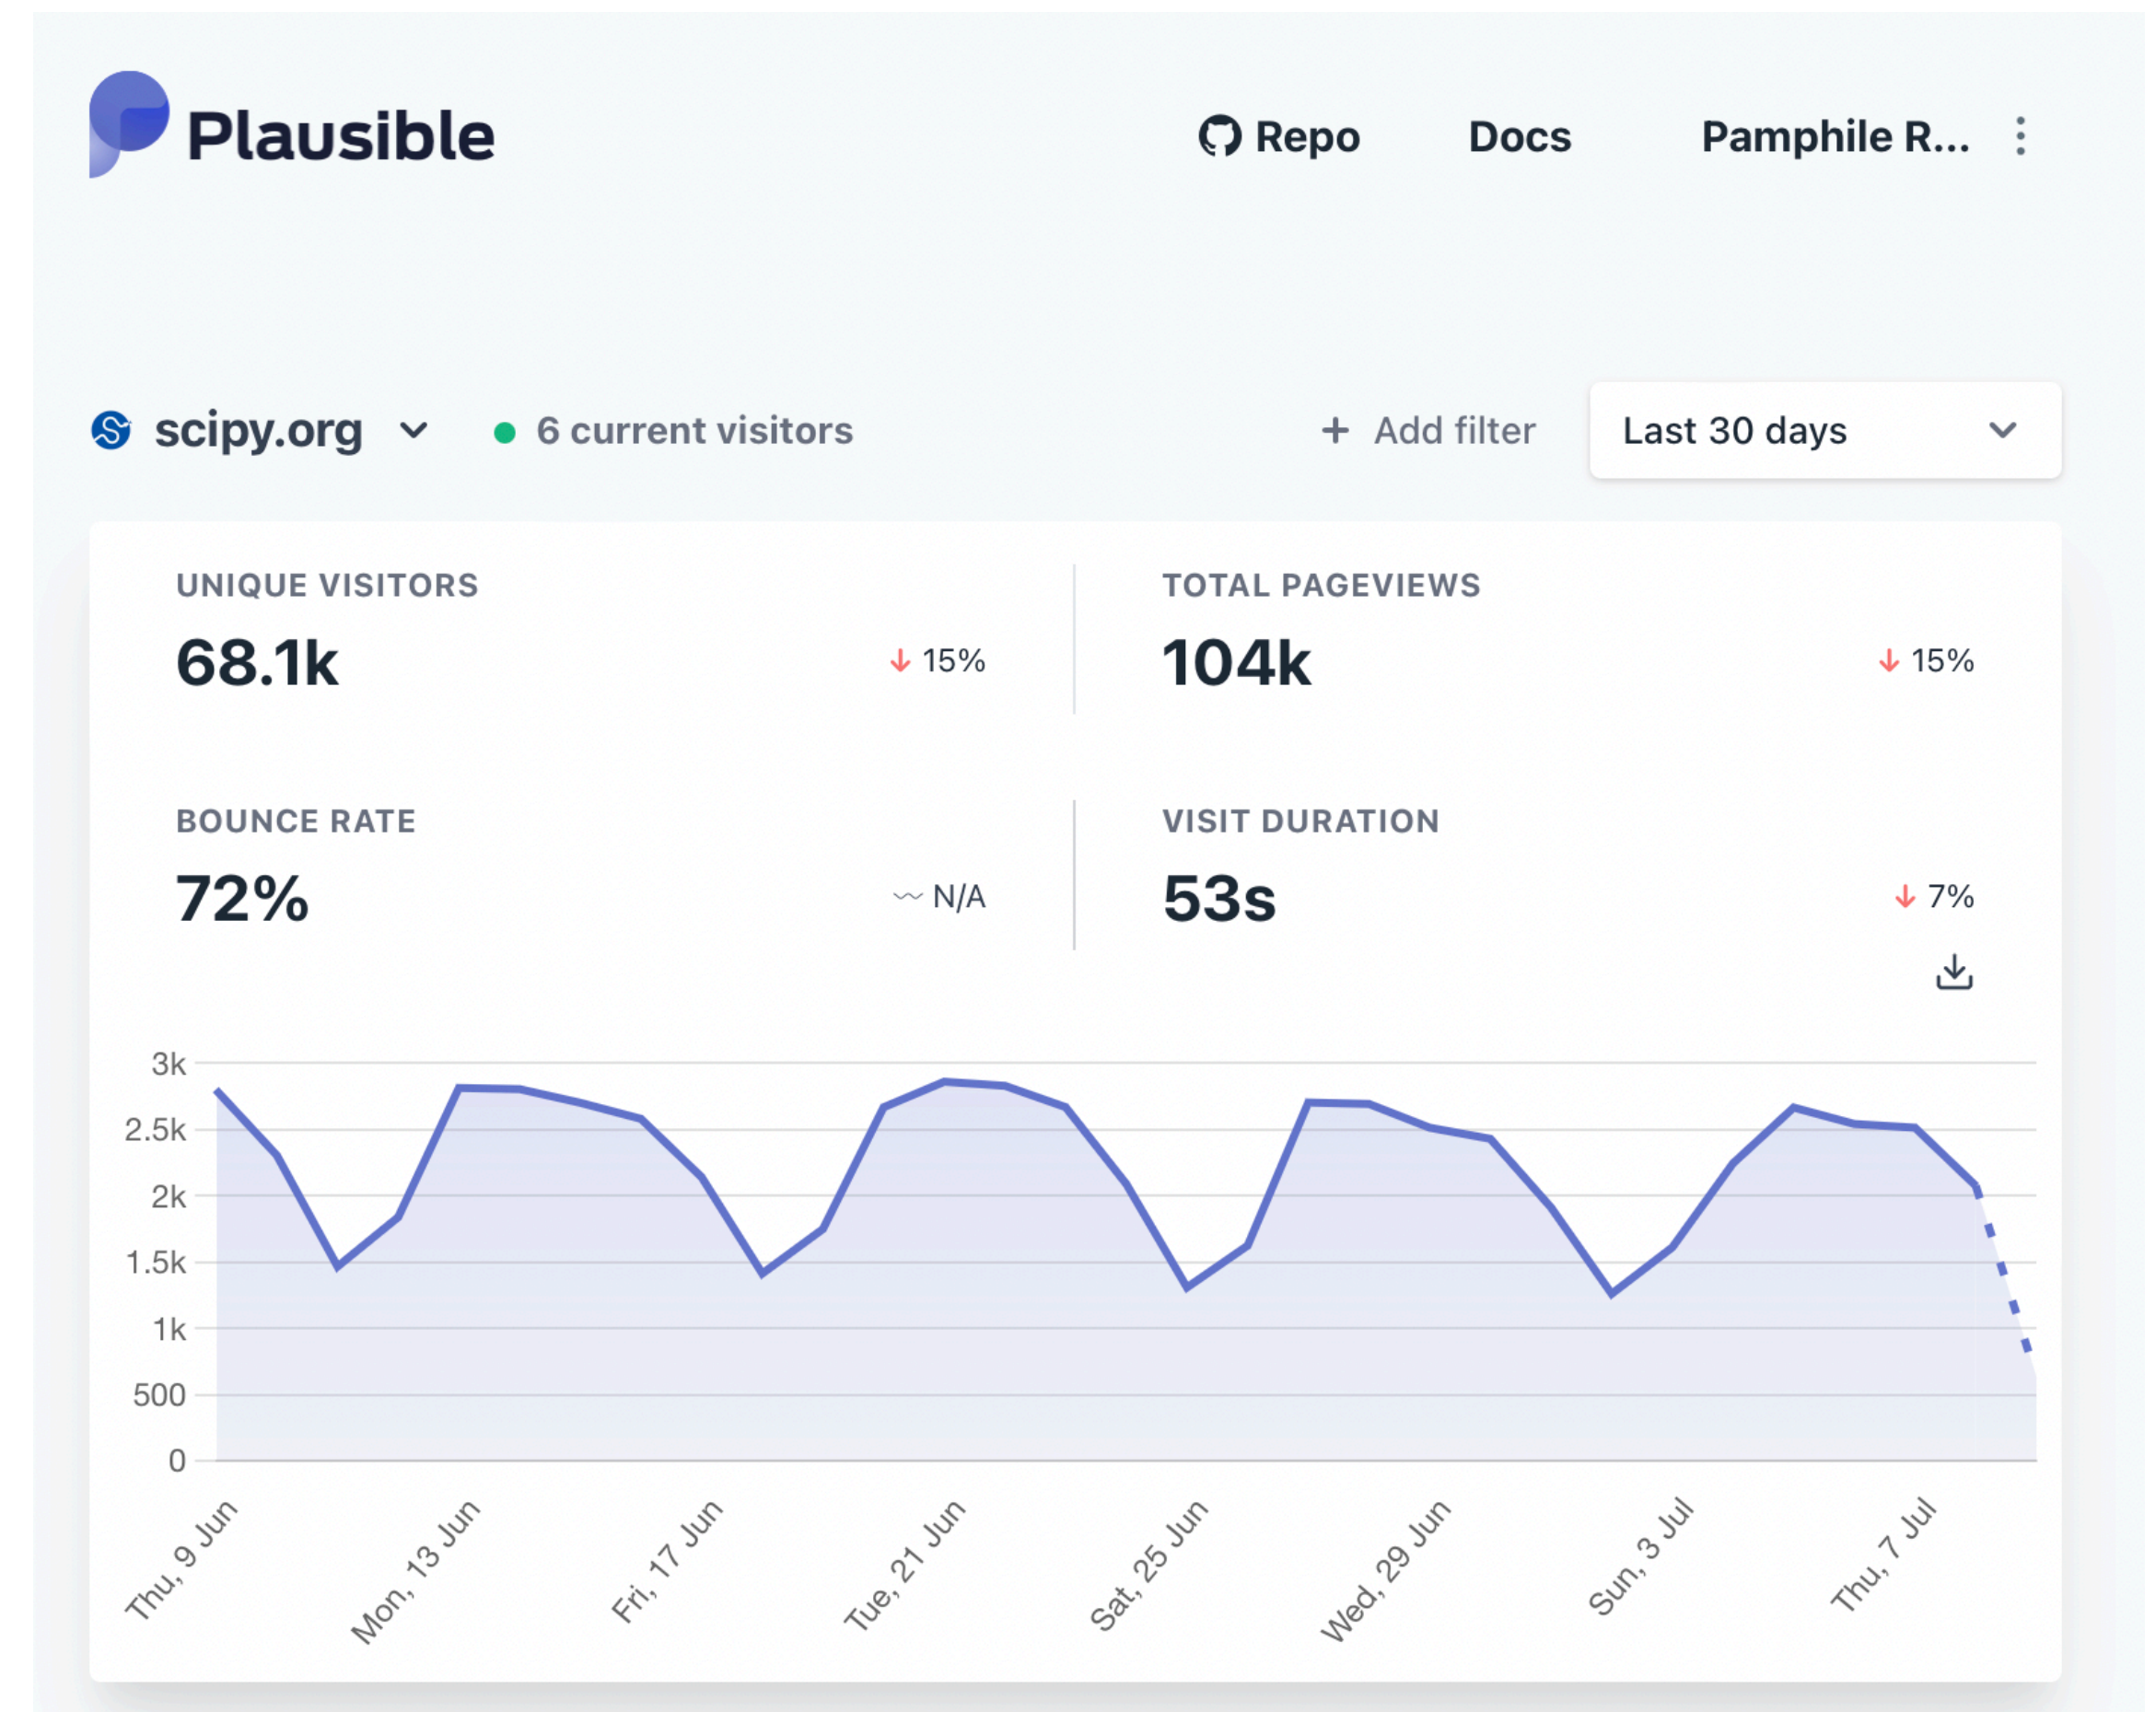 Plausible
Repo Docs Pamphile R...
scipy.org 6 current visitors + Add filter Last 30 days
UNIQUE VISITORS
68.1k 15%
TOTAL PAGEVIEWS
104k 15%
BOUNCE RATE
72% N/A
VISIT DURATION
53s 7%
3k
2.5k
2k
1.5k
1k
500
0
Thu, 9 Jun
Mon, 13 Jun
Fri, 17 Jun
Tue, 21 Jun
Sat, 25 Jun
Wed, 29 Jun
Sun, 3 Jul
Thu, 7 Jul